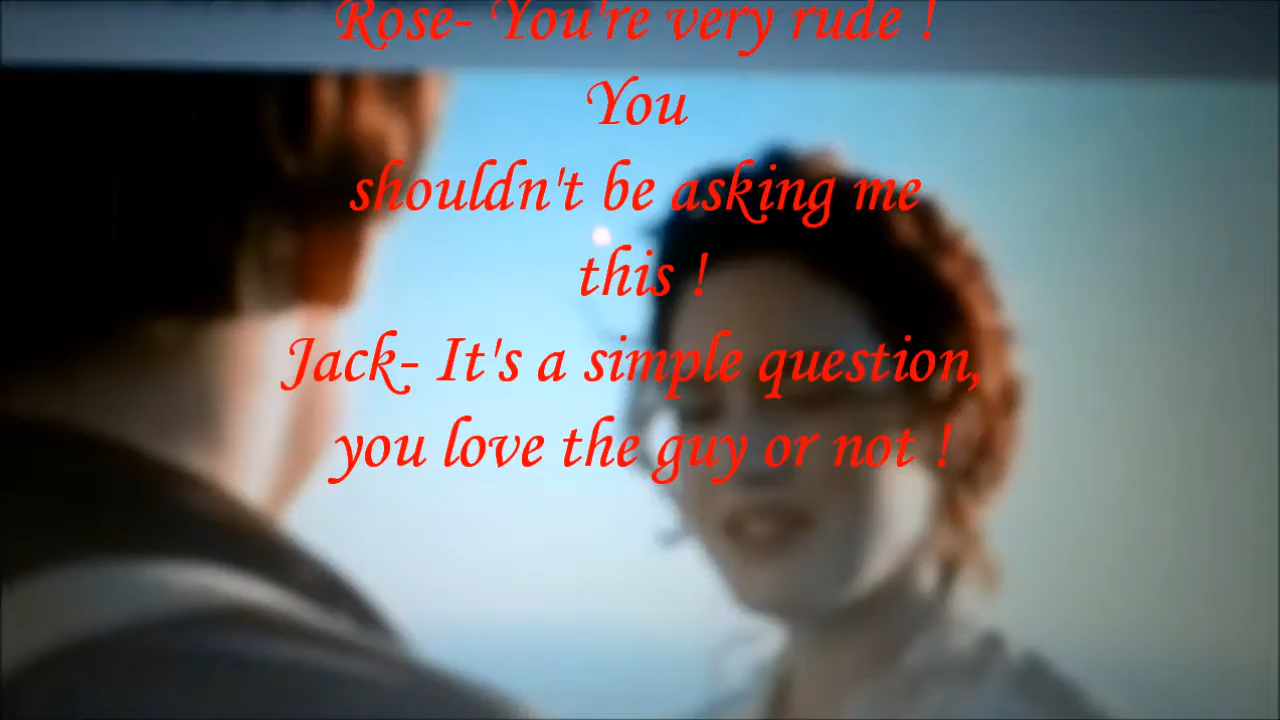 Rose- You're very rude !
You
shouldn't be asking me
this !
Jack- It's a simple question,
you love the guy or not !